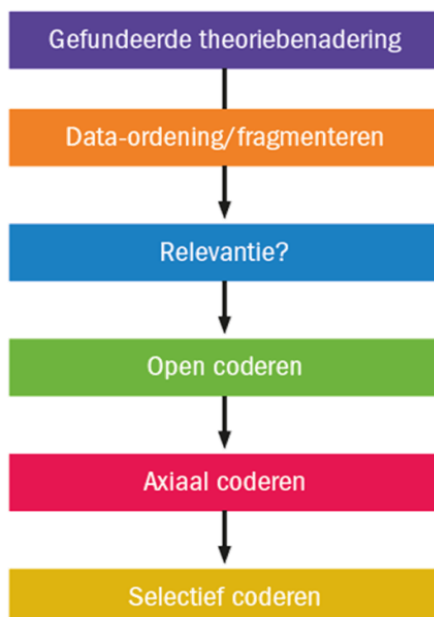 Gefundeerde theoriebenadering
Data-ordening/fragmenteren
Relevantie?
Open coderen
Axiaal coderen
Selectief coderen